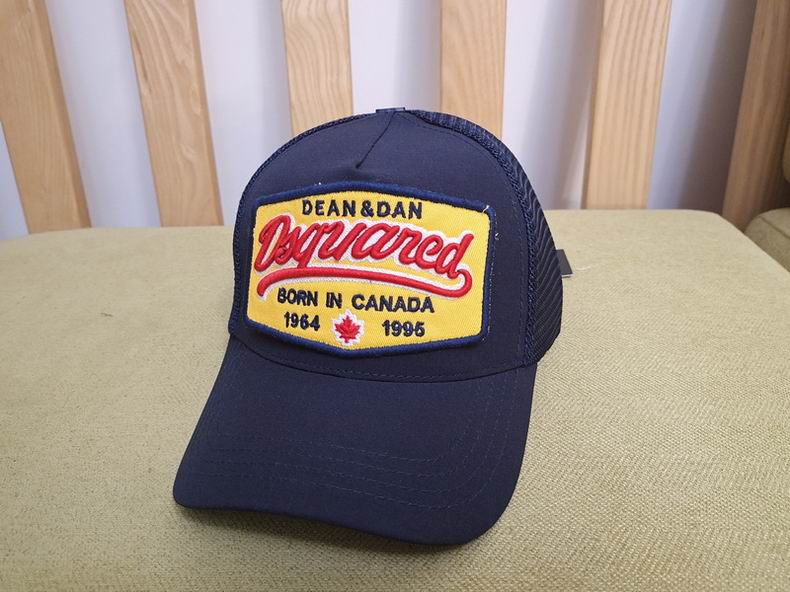 DEAN & DAN
Dsquared
BORN IN CANADA
1964 1995